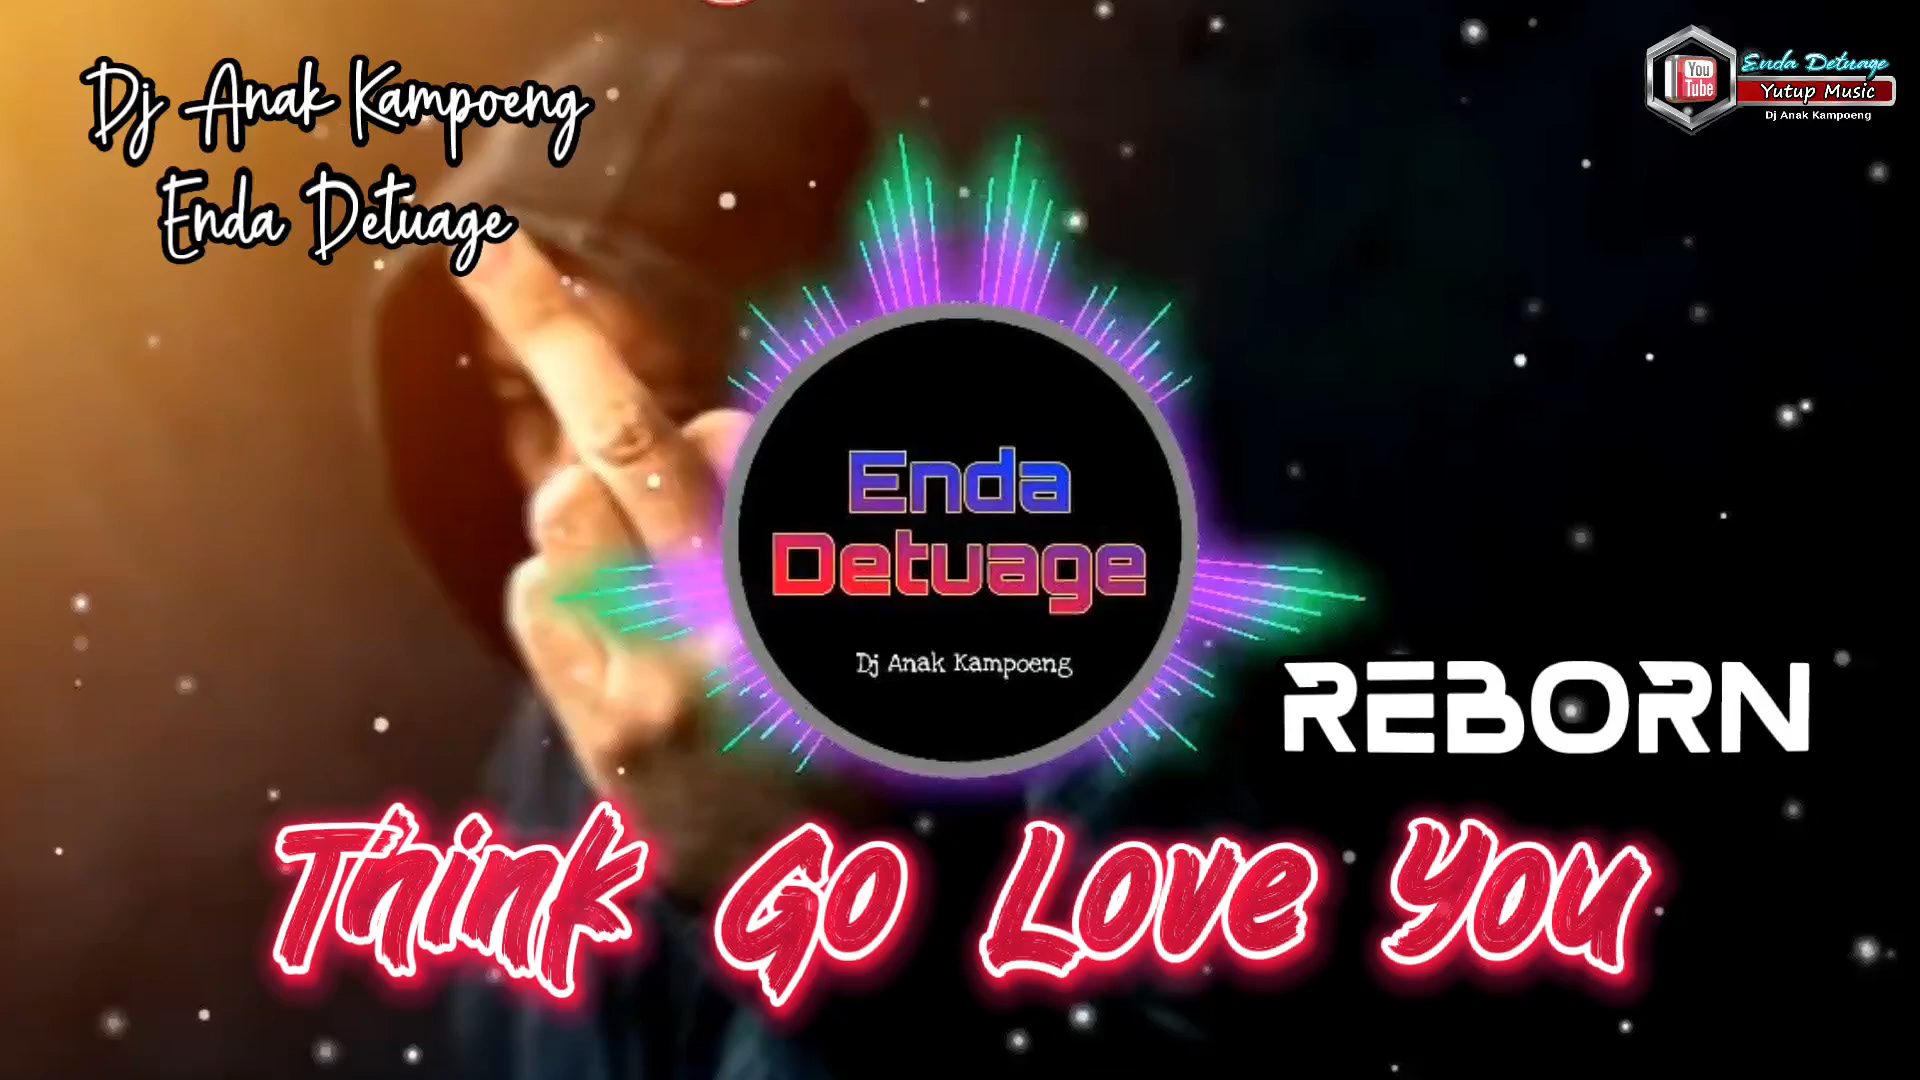 Dj Anak Kampoeng
Enda Detuage
You
Tube
Enda Detuage
Yutup Music
Dj Anak Kampoeng
Enda
Detuage
Dj Anak Kampoeng
REBORN
Think Go Love You